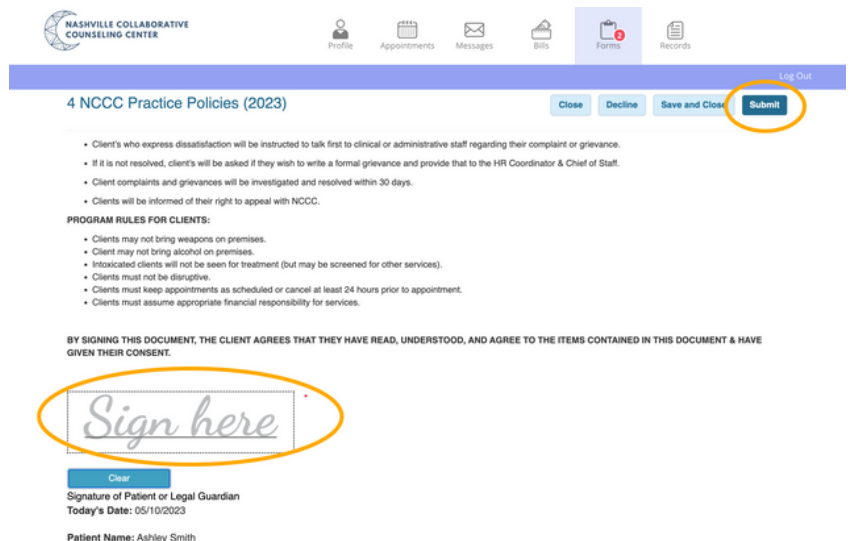 NASHVILLE COLLABORATIVE
COUNSELING CENTER
Profile
Appointments
Messages
Bills
2
Forms
Records
Log Out
4 NCCC Practice Policies (2023)
Close
Decline
Save and Close
Submit
• Client's who express dissatisfaction will be instructed to talk first to clinical or administrative staff regarding their complaint or grievance.
• If it is not resolved, client's will be asked if they wish to write a formal grievance and provide that to the HR Coordinator & Chief of Staff.
• Client complaints and grievances will be investigated and resolved within 30 days.
• Clients will be informed of their right to appeal with NCCC.
PROGRAM RULES FOR CLIENTS:
• Clients may not bring weapons on premises.
• Client may not bring alcohol on premises.
• Intoxicated clients will not be seen for treatment (but may be screened for other services).
• Clients must not be disruptive.
• Clients must keep appointments as scheduled or cancel at least 24 hours prior to appointment.
• Clients must assume appropriate financial responsibility for services.
BY SIGNING THIS DOCUMENT, THE CLIENT AGREES THAT THEY HAVE READ, UNDERSTOOD, AND AGREE TO THE ITEMS CONTAINED IN THIS DOCUMENT & HAVE
GIVEN THEIR CONSENT.
Sign here
*
Clear
Signature of Patient or Legal Guardian
Today's Date: 05/10/2023
Patient Name: Ashley Smith